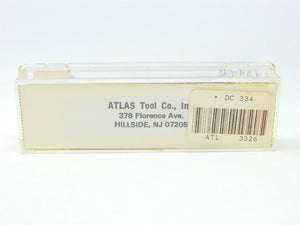 ATLAS Tool Co., In
378 Florence Ave.
HILLSIDE, NJ 07205
• DC 334
ATL 3326